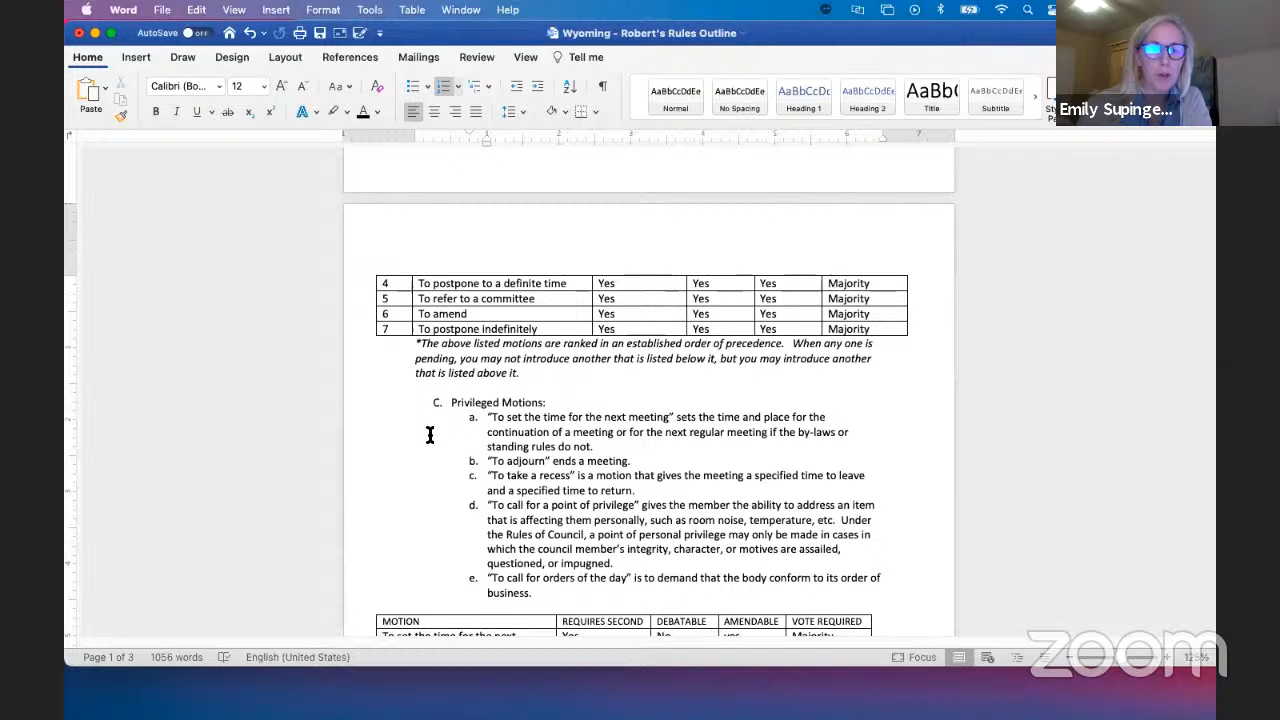 Word File Edit View Insert Format Tools Table Window Help
AutoSave OFF Wyoming - Robert's Rules Outline
Home Insert Draw Design Layout References Mailings Review View Tell me
Paste Calibri (Bo... 12
AaBbCcDdEe AaBbCcDdEe AaBbCcDc AaBbCcDdEe AaBb( AaBbCcDdEe
Normal No Spacing Heading 1 Heading 2 Title Subtitle
Emily Supinge...
4 To postpone to a definite time Yes Yes Yes Majority
5 To refer to a committee Yes Yes Yes Majority
6 To amend Yes Yes Yes Majority
7 To postpone indefinitely Yes Yes Yes Majority
*The above listed motions are ranked in an established order of precedence. When any one is
pending, you may not introduce another that is listed below it, but you may introduce another
that is listed above it.
C. Privileged Motions:
a. "To set the time for the next meeting" sets the time and place for the
continuation of a meeting or for the next regular meeting if the by-laws or
standing rules do not.
b. "To adjourn" ends a meeting.
c. "To take a recess" is a motion that gives the meeting a specified time to leave
and a specified time to return.
d. "To call for a point of privilege" gives the member the ability to address an item
that is affecting them personally, such as room noise, temperature, etc. Under
the Rules of Council, a point of personal privilege may only be made in cases in
which the council member's integrity, character, or motives are assailed,
questioned, or impugned.
e. "To call for orders of the day" is to demand that the body conform to its order of
business.
MOTION REQUIRES SECOND DEBATABLE AMENDABLE VOTE REQUIRED
To set the time for the next Yes No yes Majority
Page 1 of 3 1056 words English (United States) Focus 125%
zoom